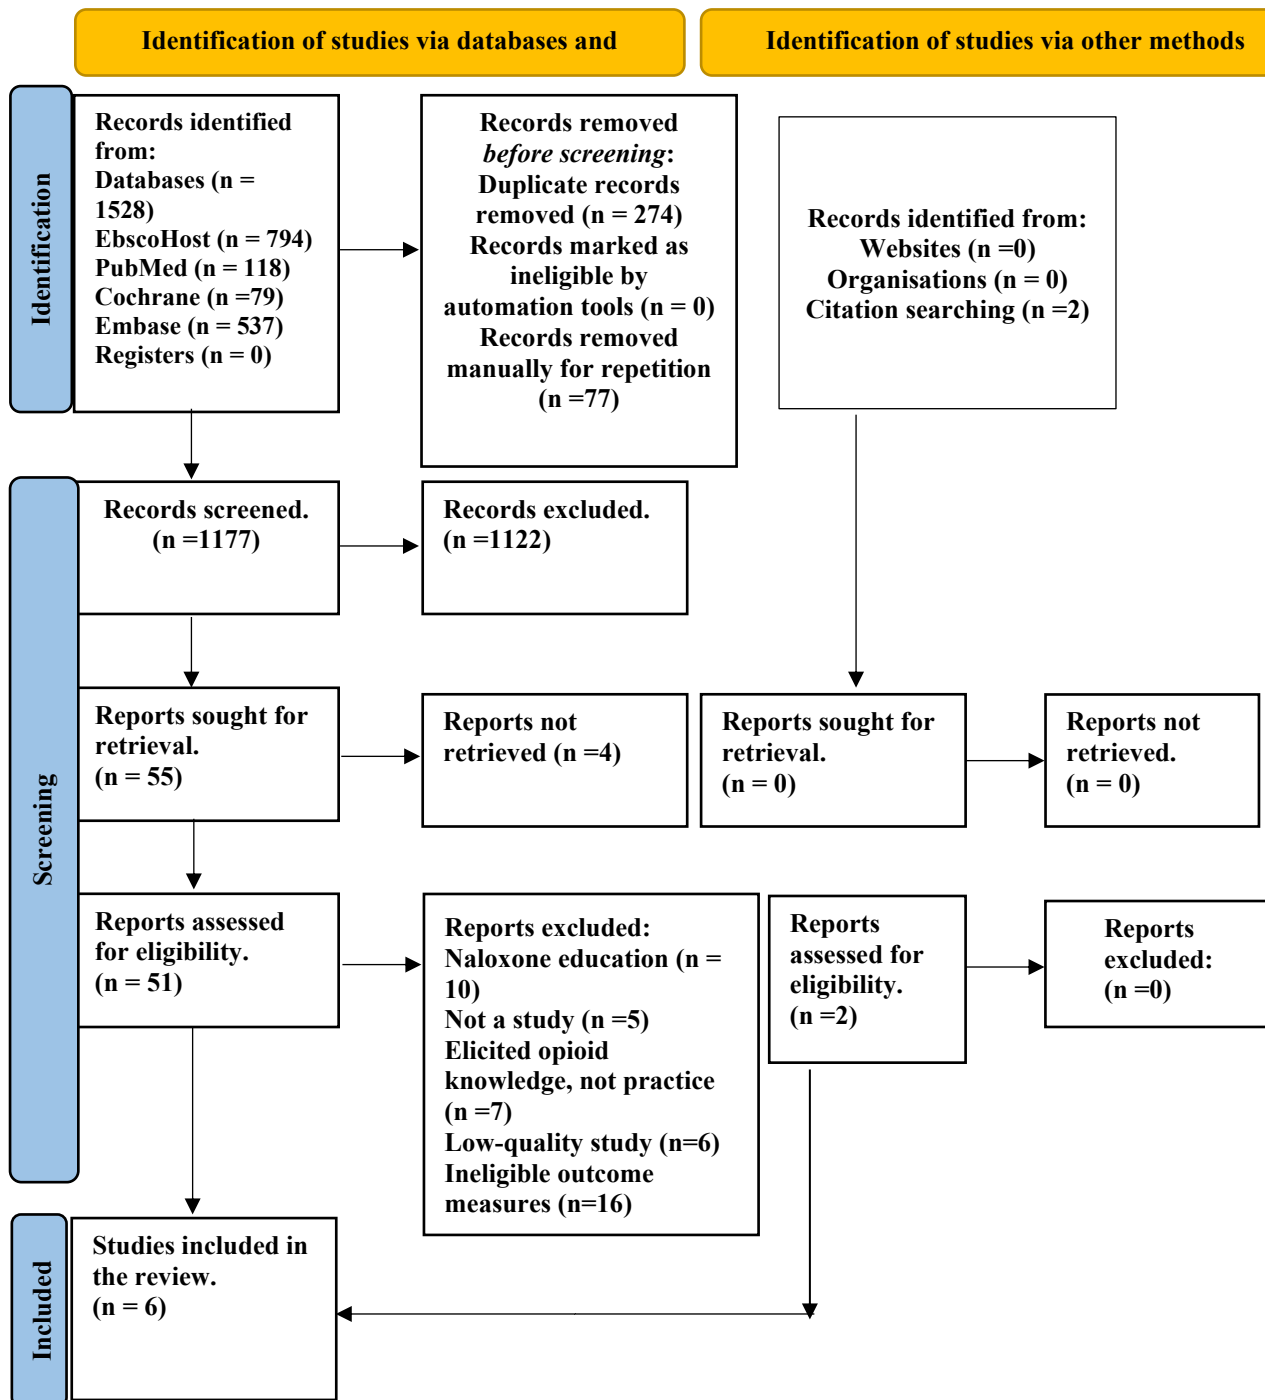 Identification of studies via databases and
Identification of studies via other methods
Identification
Records identified
from:
Databases (n =
1528)
EbscoHost (n = 794)
PubMed (n = 118)
Cochrane (n =79)
Embase (n = 537)
Registers (n = 0)
Records removed
before screening:
Duplicate records
removed (n = 274)
Records marked as
ineligible by
automation tools (n = 0)
Records removed
manually for repetition
(n =77)
Records identified from:
Websites (n =0)
Organisations (n = 0)
Citation searching (n =2)
Screening
Records screened.
(n =1177)
Records excluded.
(n =1122)
Reports sought for
retrieval.
(n = 55)
Reports not
retrieved (n =4)
Reports sought for
retrieval.
(n = 0)
Reports not
retrieved.
(n = 0)
Reports assessed
for eligibility.
(n = 51)
Reports excluded:
Naloxone education (n =
10)
Not a study (n =5)
Elicited opioid
knowledge, not practice
(n =7)
Low-quality study (n=6)
Ineligible outcome
measures (n=16)
Reports
assessed for
eligibility.
(n =2)
Reports
excluded:
(n =0)
Included
Studies included in
the review.
(n = 6)